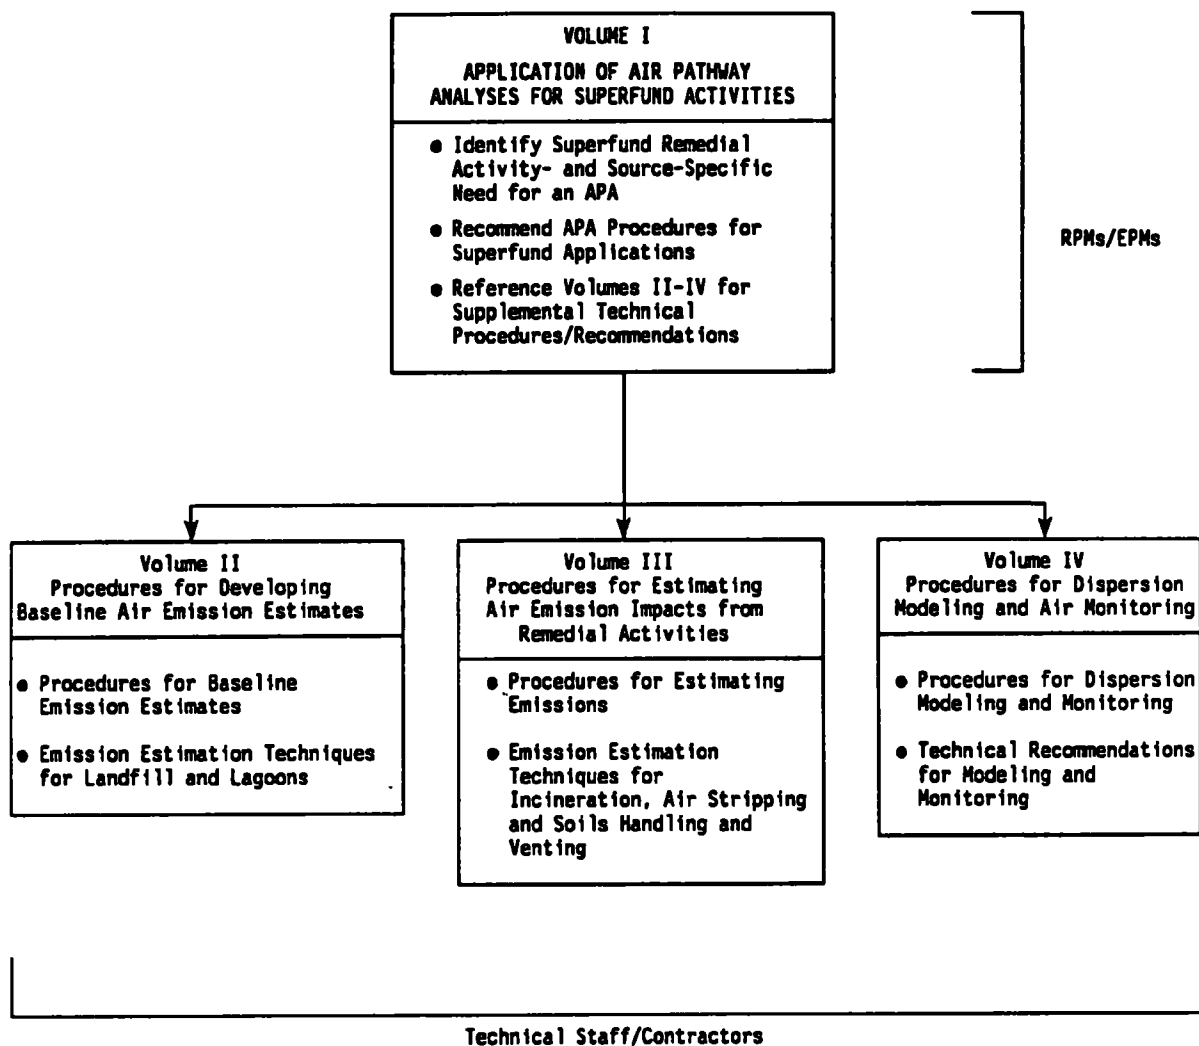 VOLUME I
APPLICATION OF AIR PATHWAY
ANALYSES FOR SUPERFUND ACTIVITIES
● Identify Superfund Remedial
Activity- and Source-Specific
Need for an APA
● Recommend APA Procedures for
Superfund Applications
● Reference Volumes II-IV for
Supplemental Technical
Procedures/Recommendations
RPMs/EPMs
Volume II
Procedures for Developing
Baseline Air Emission Estimates
● Procedures for Baseline
Emission Estimates
● Emission Estimation Techniques
for Landfill and Lagoons
Volume III
Procedures for Estimating
Air Emission Impacts from
Remedial Activities
● Procedures for Estimating
Emissions
● Emission Estimation
Techniques for
Incineration, Air Stripping
and Soils Handling and
Venting
Volume IV
Procedures for Dispersion
Modeling and Air Monitoring
● Procedures for Dispersion
Modeling and Monitoring
● Technical Recommendations
for Modeling and
Monitoring
Technical Staff/Contractors